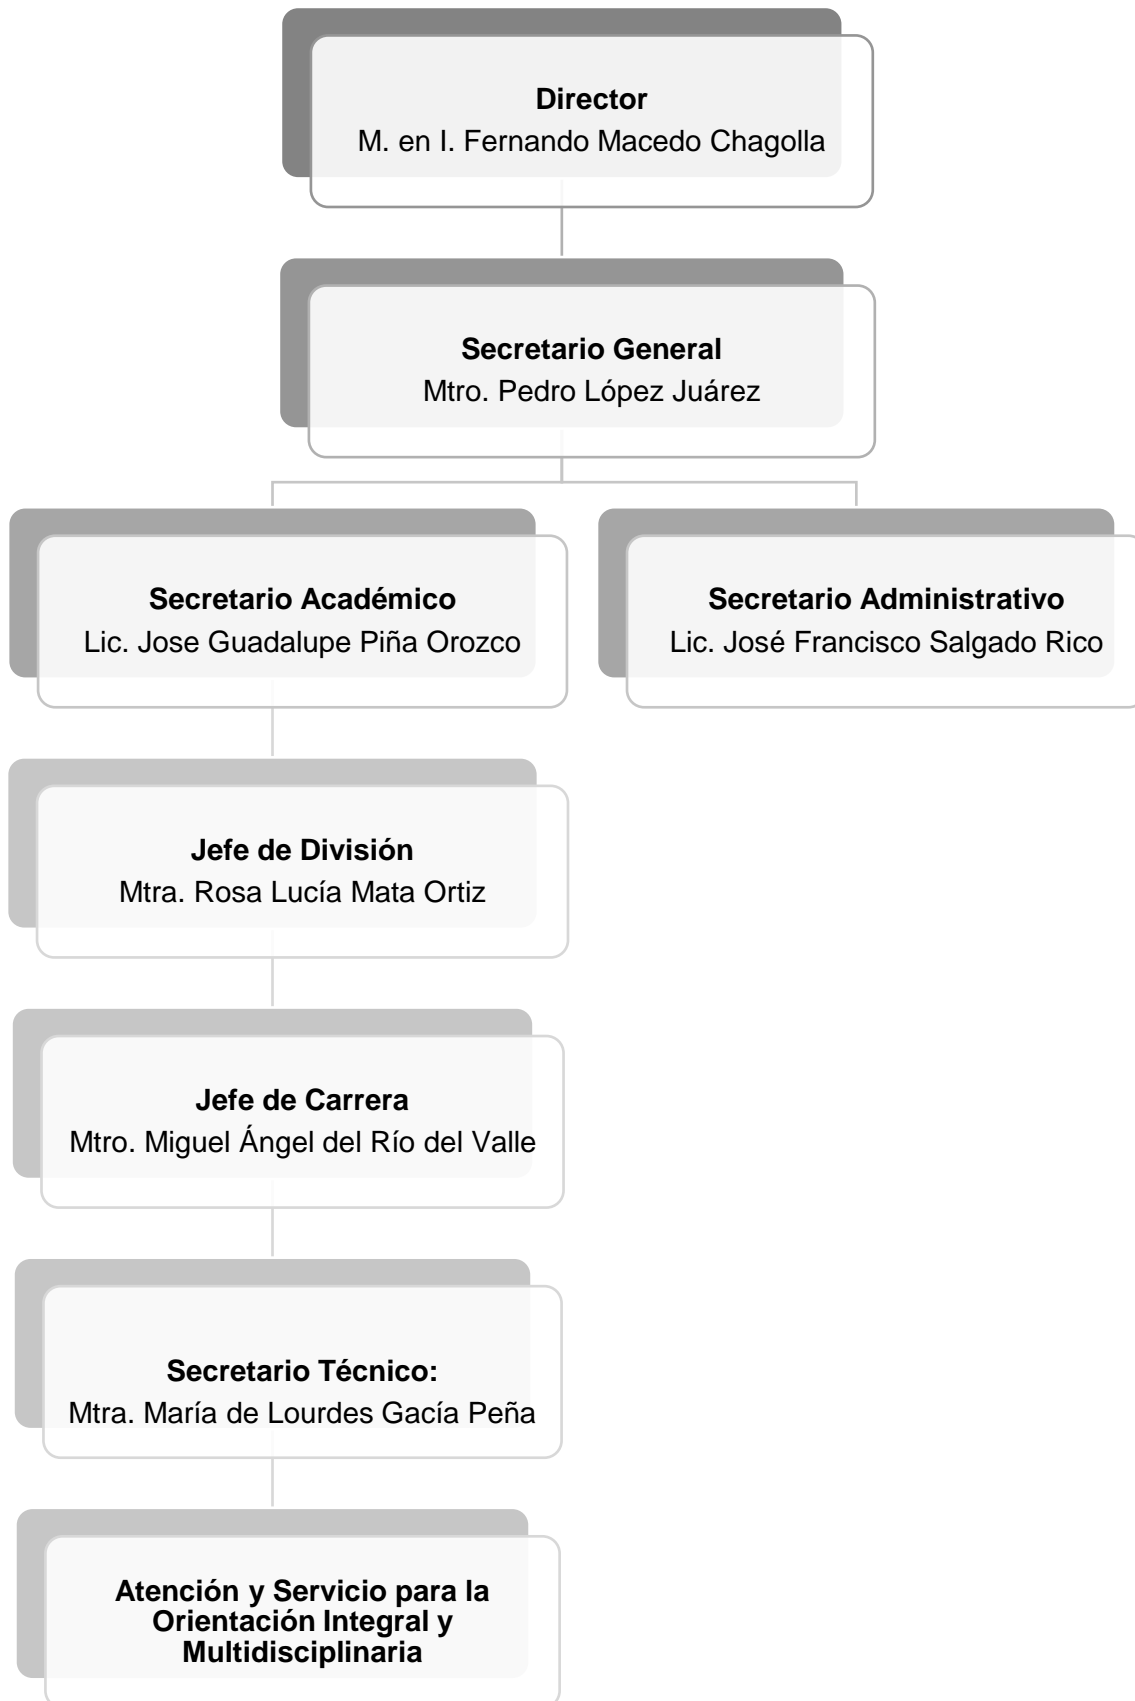 Director
M. en I. Fernando Macedo Chagolla
Secretario General
Mtro. Pedro López Juárez
Secretario Académico
Lic. Jose Guadalupe Piña Orozco
Secretario Administrativo
Lic. José Francisco Salgado Rico
Jefe de División
Mtra. Rosa Lucía Mata Ortiz
Jefe de Carrera
Mtro. Miguel Ángel del Río del Valle
Secretario Técnico:
Mtra. María de Lourdes Gacía Peña
Atención y Servicio para la
Orientación Integral y
Multidisciplinaria